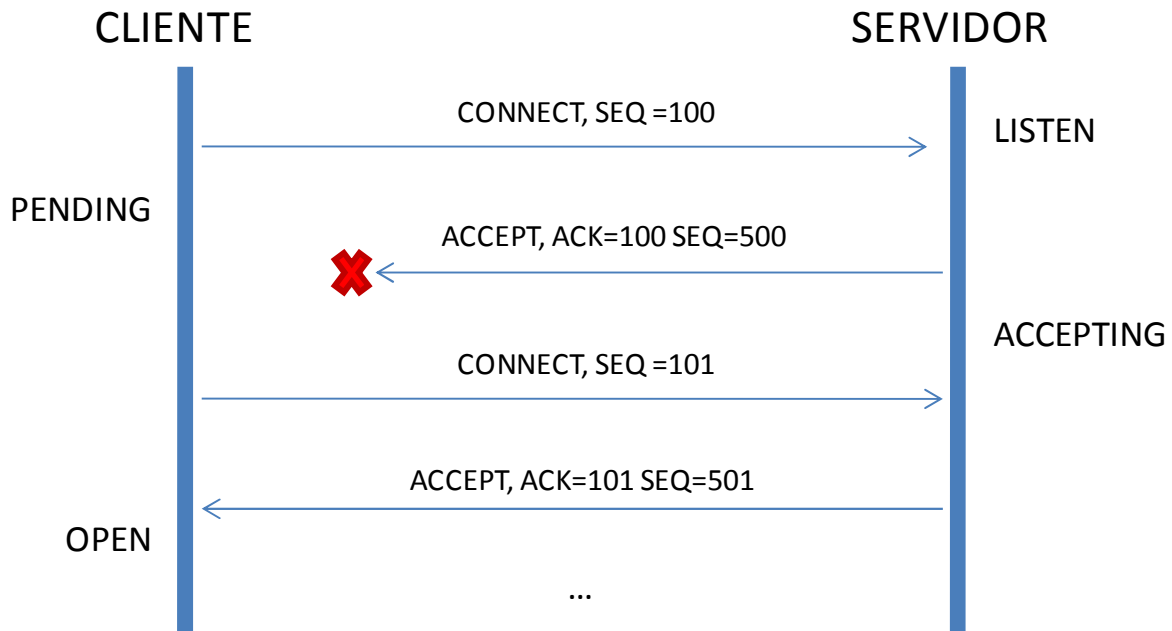 CLIENTE
SERVIDOR
CONNECT, SEQ =100
LISTEN
PENDING
ACCEPT, ACK=100 SEQ=500
ACCEPTING
CONNECT, SEQ =101
ACCEPT, ACK=101 SEQ=501
OPEN
...